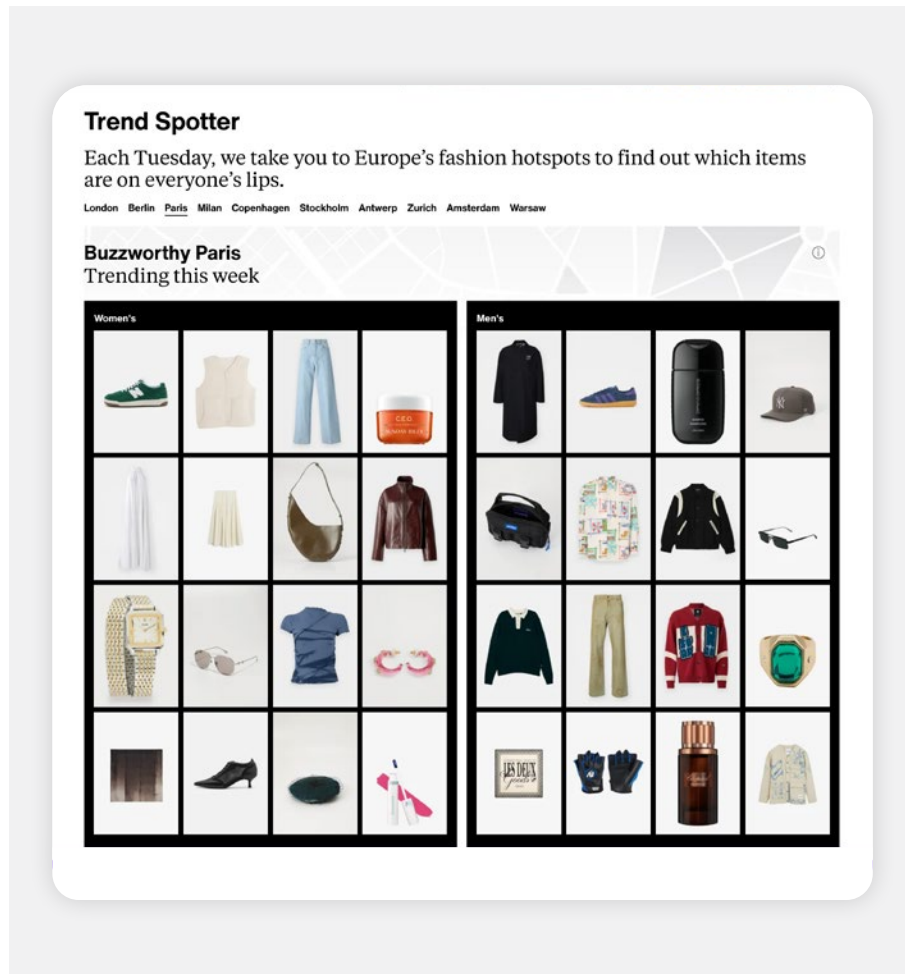 Trend Spotter
Each Tuesday, we take you to Europe's fashion hotspots to find out which items
are on everyone's lips.
London Berlin Paris Milan Copenhagen Stockholm Antwerp Zurich Amsterdam Warsaw
Buzzworthy Paris
Trending this week
Women's
Men's
CEO
LES DEUX
Goods